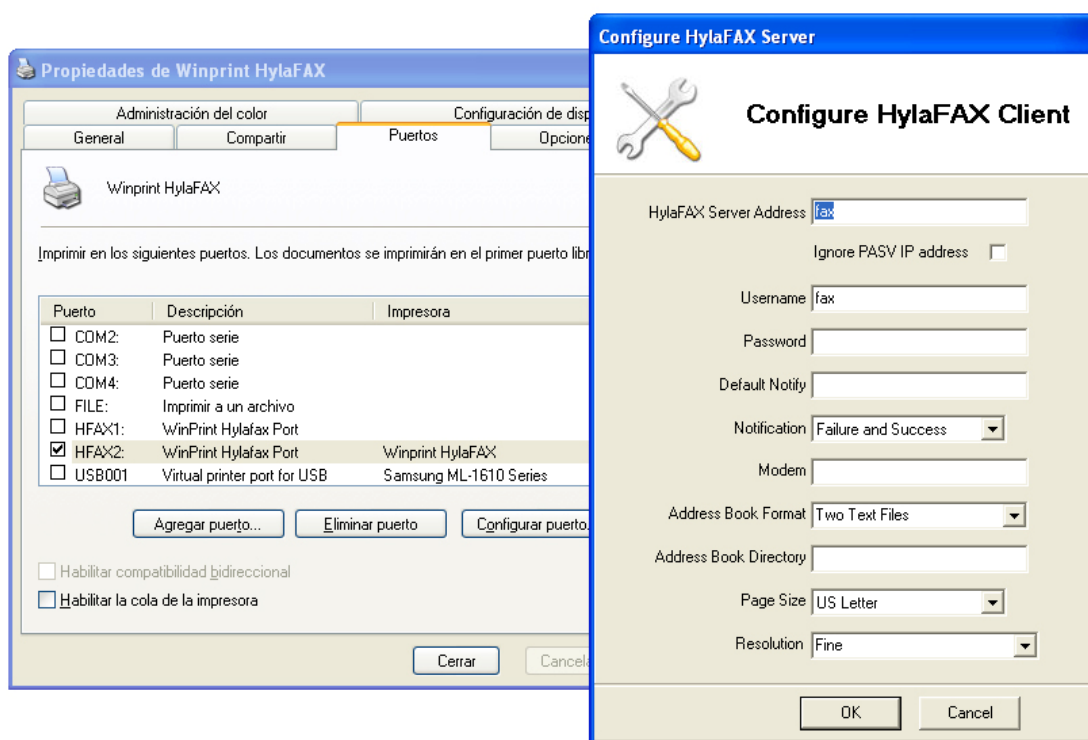 Propiedades de Winprint HylaFAX
Administración del color
Configuración de disp
General
Compartir
Puertos
Opcione
Winprint HylaFAX
Imprimir en los siguientes puertos. Los documentos se imprimirán en el primer puerto libr
Puerto Descripción Impresora
COM2: Puerto serie
COM3: Puerto serie
COM4: Puerto serie
FILE: Imprimir a un archivo
HFAX1: WinPrint Hylafax Port
HFAX2: WinPrint Hylafax Port Winprint HylaFAX
USB001 Virtual printer port for USB Samsung ML-1610 Series
Agregar puerto... Eliminar puerto Configurar puerto.
Habilitar compatibilidad bidireccional
Habilitar la cola de la impresora
Cerrar Cancela
Configure HylaFAX Server
Configure HylaFAX Client
HylaFAX Server Address fax
Ignore PASV IP address
Username fax
Password
Default Notify
Notification Failure and Success
Modem
Address Book Format Two Text Files
Address Book Directory
Page Size US Letter
Resolution Fine
OK Cancel